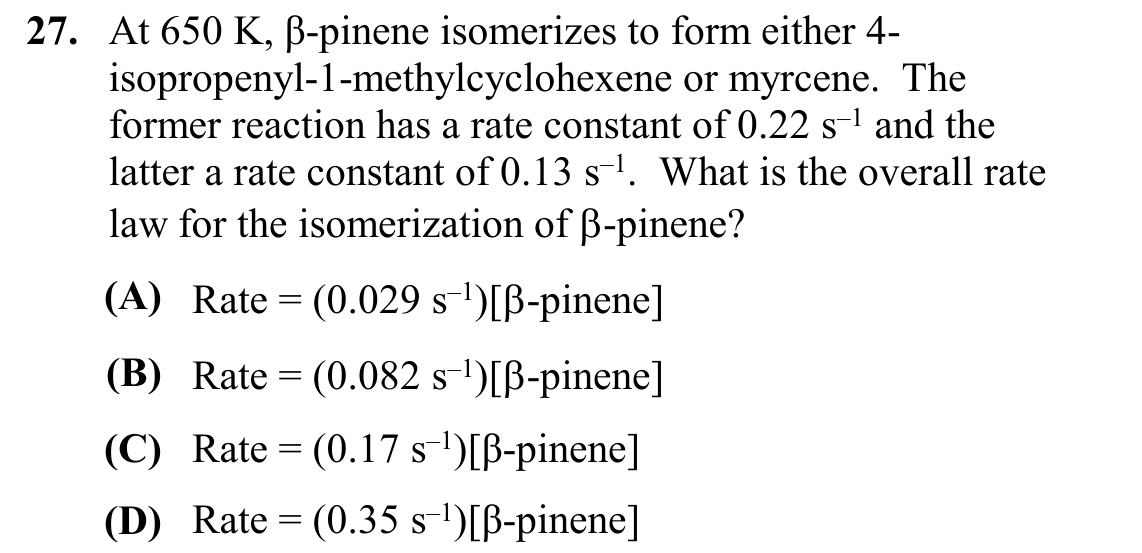 27. At 650 K, β-pinene isomerizes to form either 4-
isopropenyl-1-methylcyclohexene or myrcene. The
former reaction has a rate constant of 0.22 s⁻¹ and the
latter a rate constant of 0.13 s⁻¹. What is the overall rate
law for the isomerization of β-pinene?
(A) Rate = (0.029 s⁻¹)[β-pinene]
(B) Rate = (0.082 s⁻¹)[β-pinene]
(C) Rate = (0.17 s⁻¹)[β-pinene]
(D) Rate = (0.35 s⁻¹)[β-pinene]